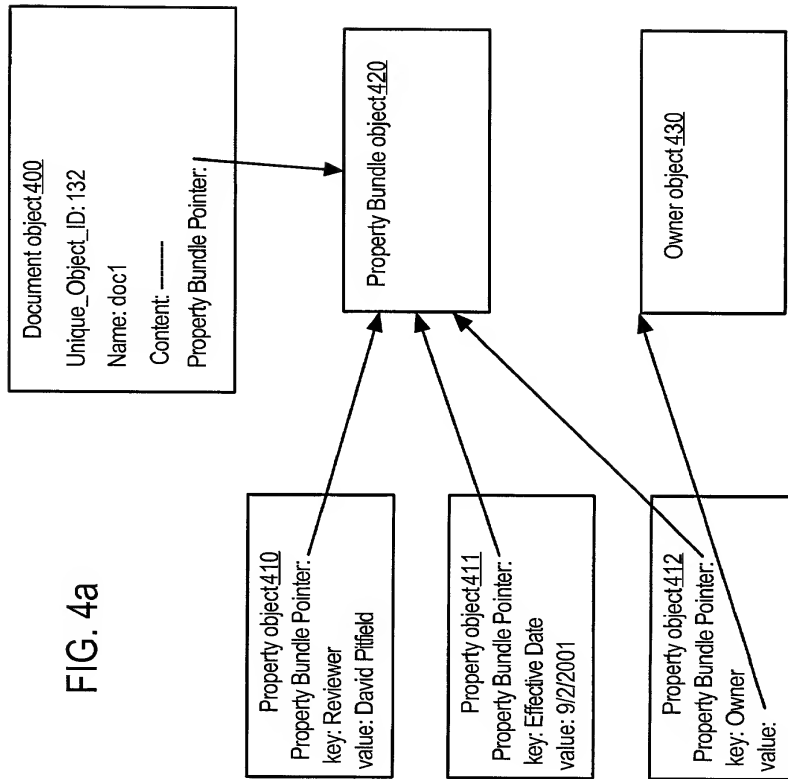 FIG. 4a
Document object 400
Unique_Object_ID: 132
Name: doc1
Content: -------
Property Bundle Pointer:
Property object 410
Property Bundle Pointer:
key: Reviewer
value: David Pitfield
Property Bundle object 420
Property object 411
Property Bundle Pointer:
key: Effective Date
value: 9/2/2001
Property object 412
Property Bundle Pointer:
key: Owner
value:
Owner object 430